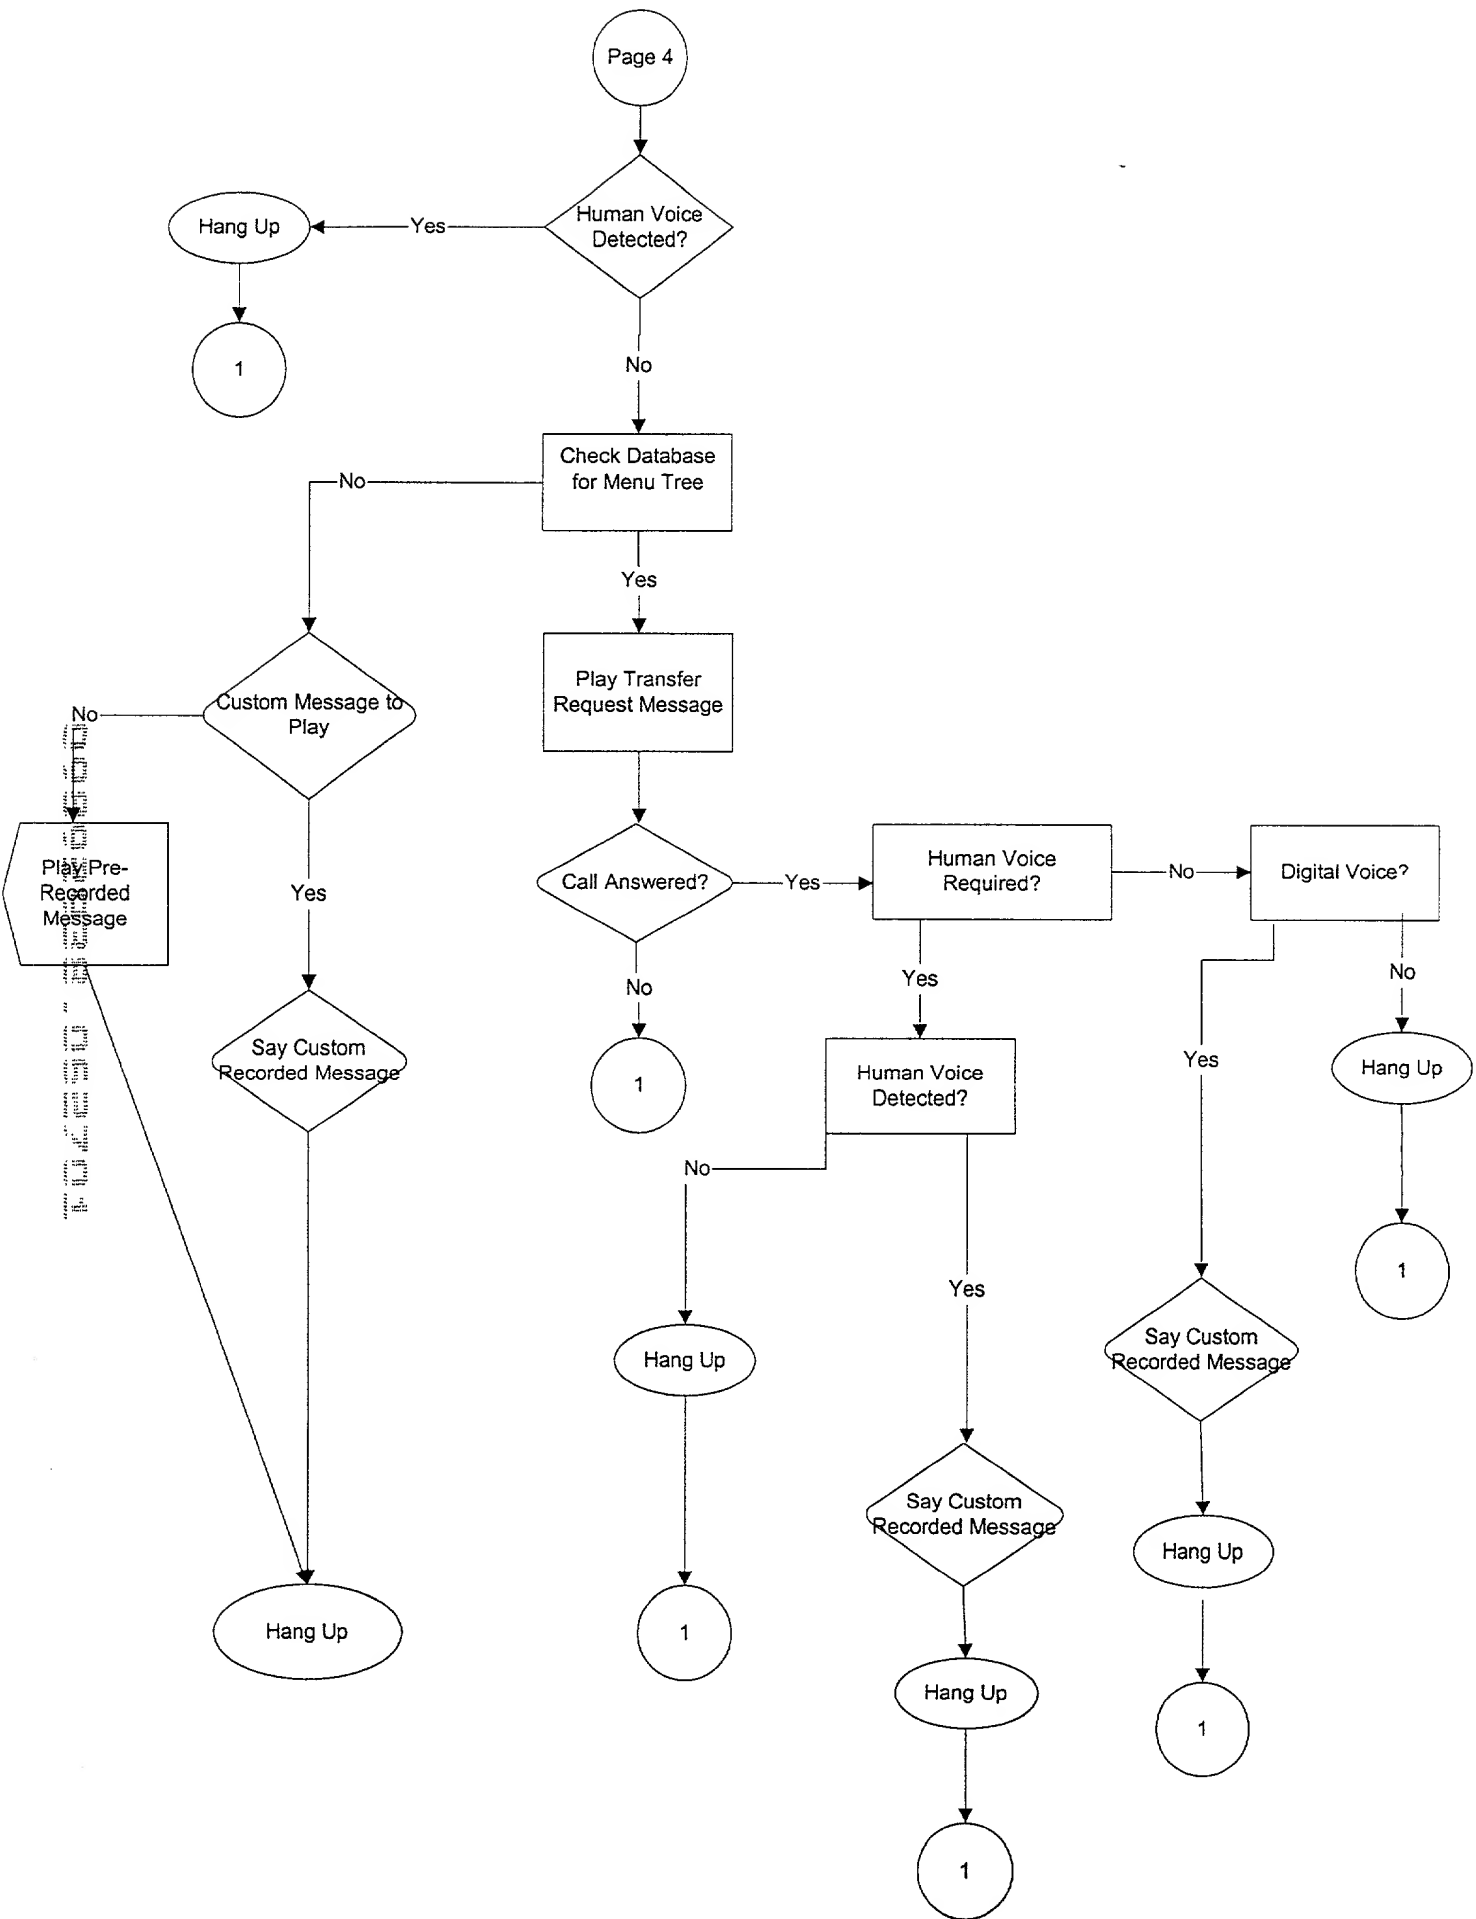 Page 4
Human Voice
Detected?
Yes
Hang Up
1
No
Check Database
for Menu Tree
No
Yes
Custom Message to
Play
No
Play Transfer
Request Message
Play Pre-
Recorded
Message
Yes
Call Answered?
Yes
Human Voice
Required?
No
Digital Voice?
No
Yes
No
Say Custom
Recorded Message
1
Human Voice
Detected?
Yes
Hang Up
No
Yes
1
Hang Up
Say Custom
Recorded Message
Say Custom
Recorded Message
Hang Up
Hang Up
1
Hang Up
1
1